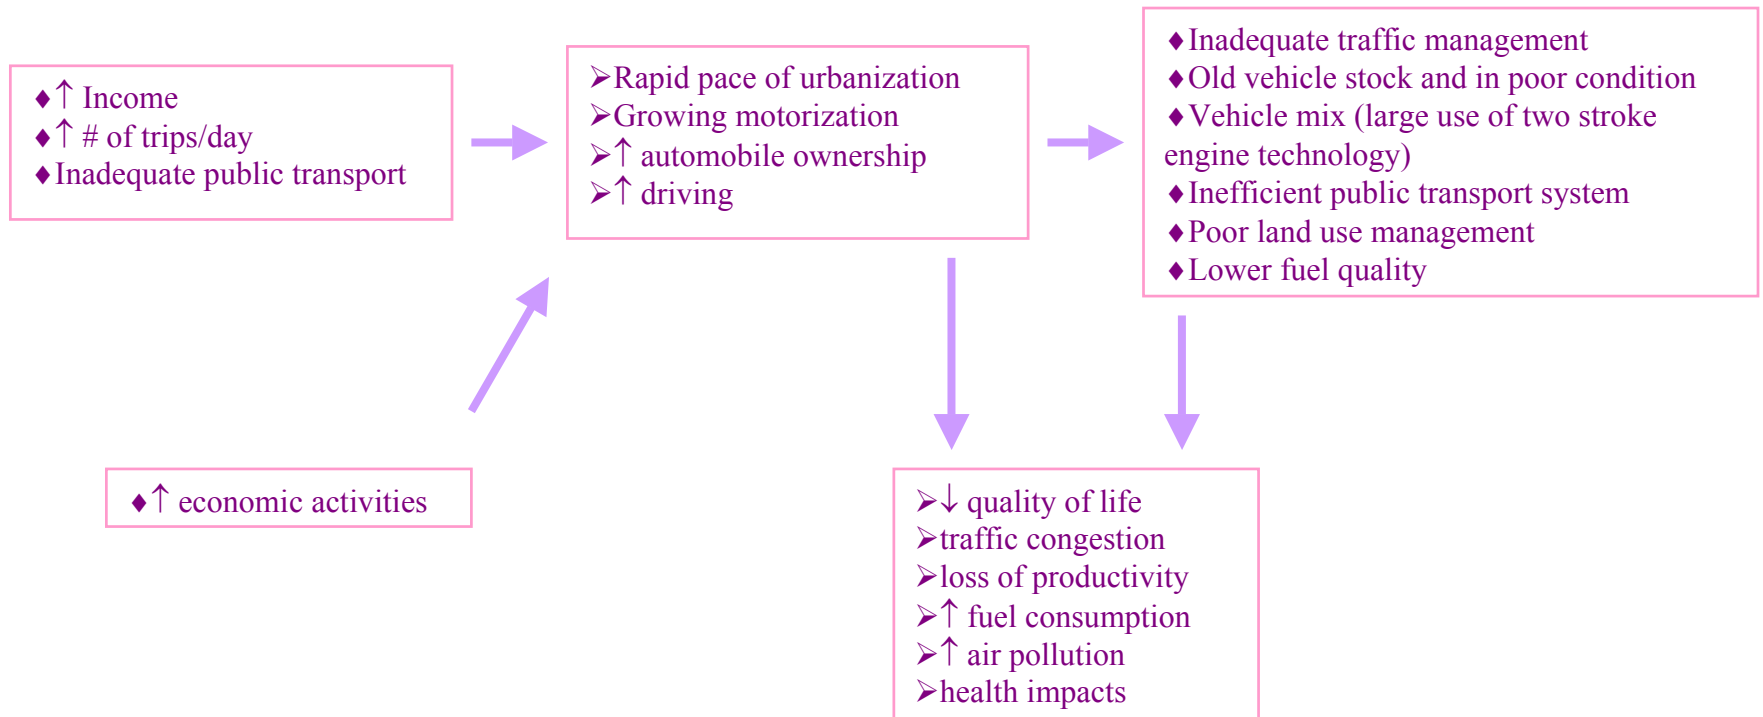 ♦↑ Income
♦↑ # of trips/day
♦Inadequate public transport
➢Rapid pace of urbanization
➢Growing motorization
➢↑ automobile ownership
➢↑ driving
♦Inadequate traffic management
♦Old vehicle stock and in poor condition
♦Vehicle mix (large use of two stroke
engine technology)
♦Inefficient public transport system
♦Poor land use management
♦Lower fuel quality
♦↑ economic activities
➢↓ quality of life
➢traffic congestion
➢loss of productivity
➢↑ fuel consumption
➢↑ air pollution
➢health impacts